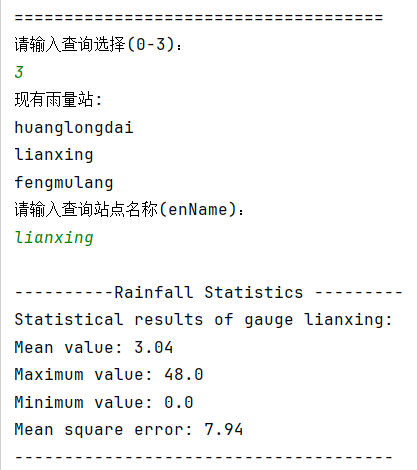 =====================================
请输入查询选择(0-3)：
3
现有雨量站：
huanglongdai
lianxing
fengmulang
请输入查询站点名称(enName)：
lianxing
----------Rainfall Statistics ---------
Statistical results of gauge lianxing:
Mean value: 3.04
Maximum value: 48.0
Minimum value: 0.0
Mean square error: 7.94
--------------------------------------